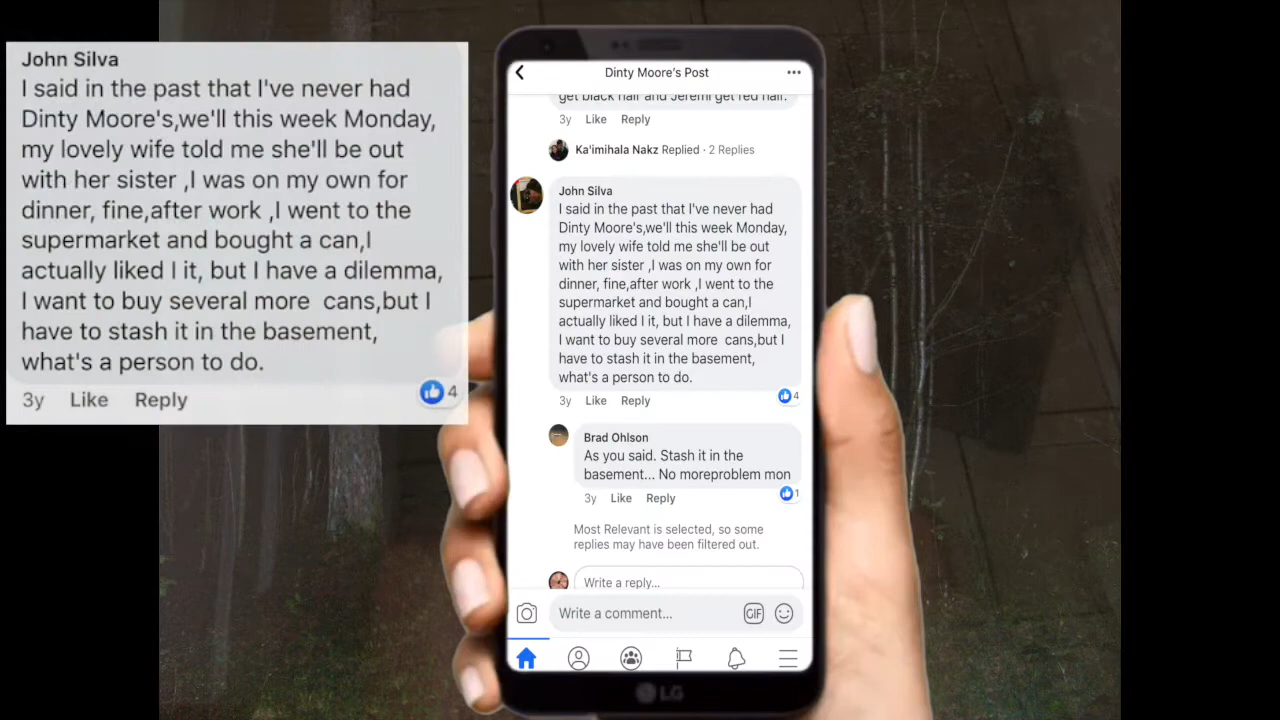 John Silva
I said in the past that I've never had
Dinty Moore's,we'll this week Monday,
my lovely wife told me she'll be out
with her sister ,I was on my own for
dinner, fine,after work ,I went to the
supermarket and bought a can,I
actually liked I it, but I have a dilemma,
I want to buy several more  cans,but I
have to stash it in the basement,
what's a person to do.
3y Like Reply 4
Dinty Moore's Post
get black hair and Jeremi get red hair.
3y Like Reply
Ka'imihala Nakz Replied · 2 Replies
John Silva
I said in the past that I've never had
Dinty Moore's,we'll this week Monday,
my lovely wife told me she'll be out
with her sister ,I was on my own for
dinner, fine,after work ,I went to the
supermarket and bought a can,I
actually liked I it, but I have a dilemma,
I want to buy several more  cans,but I
have to stash it in the basement,
what's a person to do.
3y Like Reply 4
Brad Ohlson
As you said. Stash it in the
basement... No moreproblem mon
3y Like Reply 1
Most Relevant is selected, so some
replies may have been filtered out.
Write a reply...
Write a comment... GIF
LG